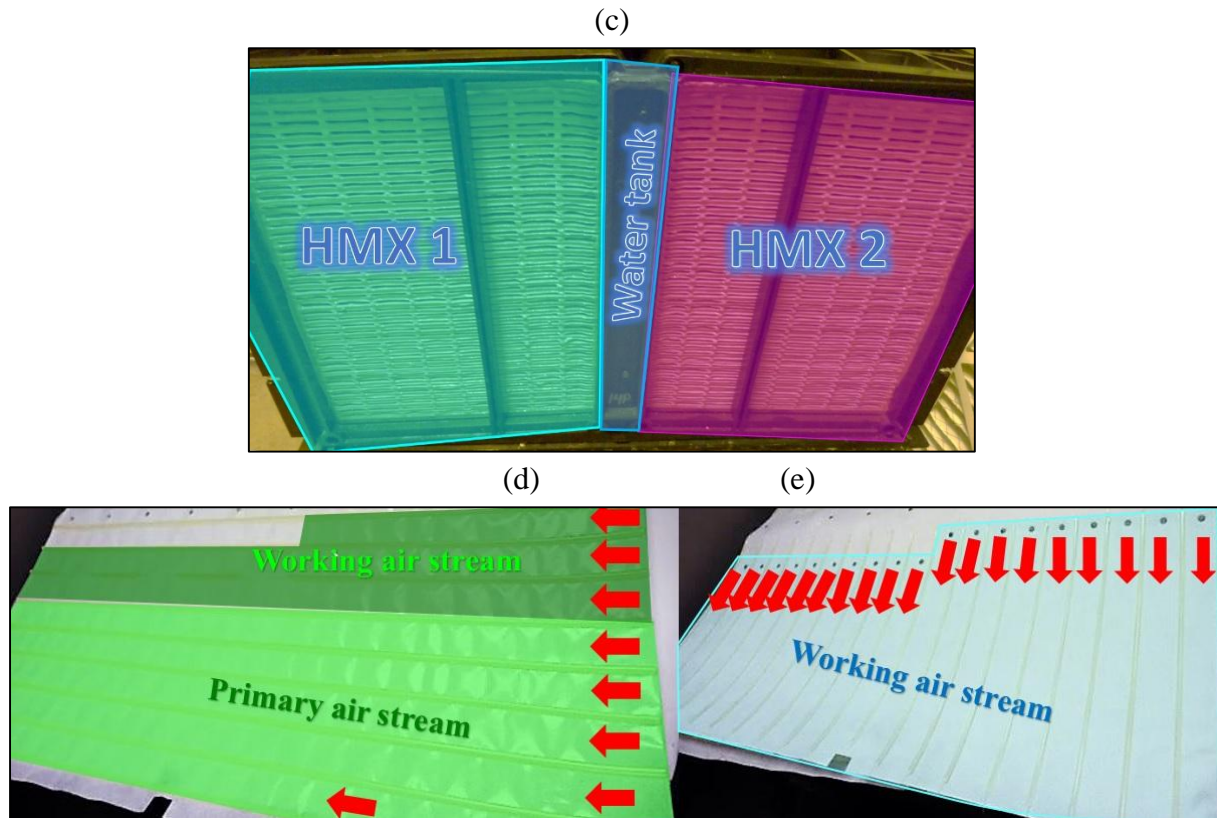 (c)
HMX 1
Water tank
HMX 2
(d)
(e)
Working air stream
Primary air stream
Working air stream